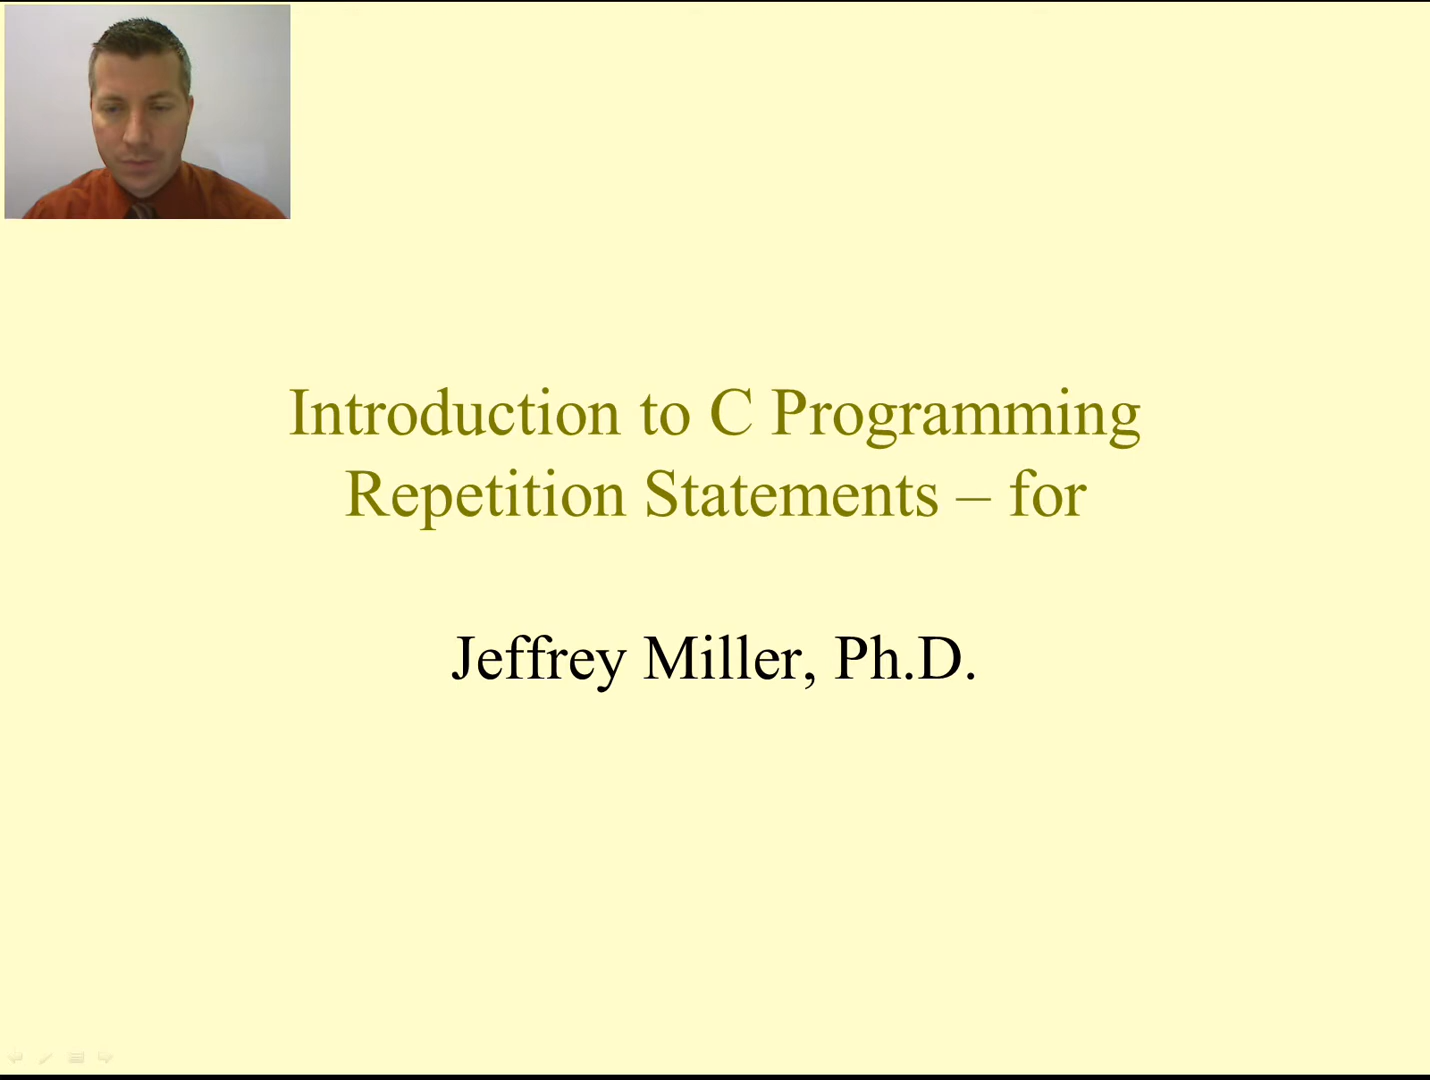 Introduction to C Programming
Repetition Statements – for
Jeffrey Miller, Ph.D.